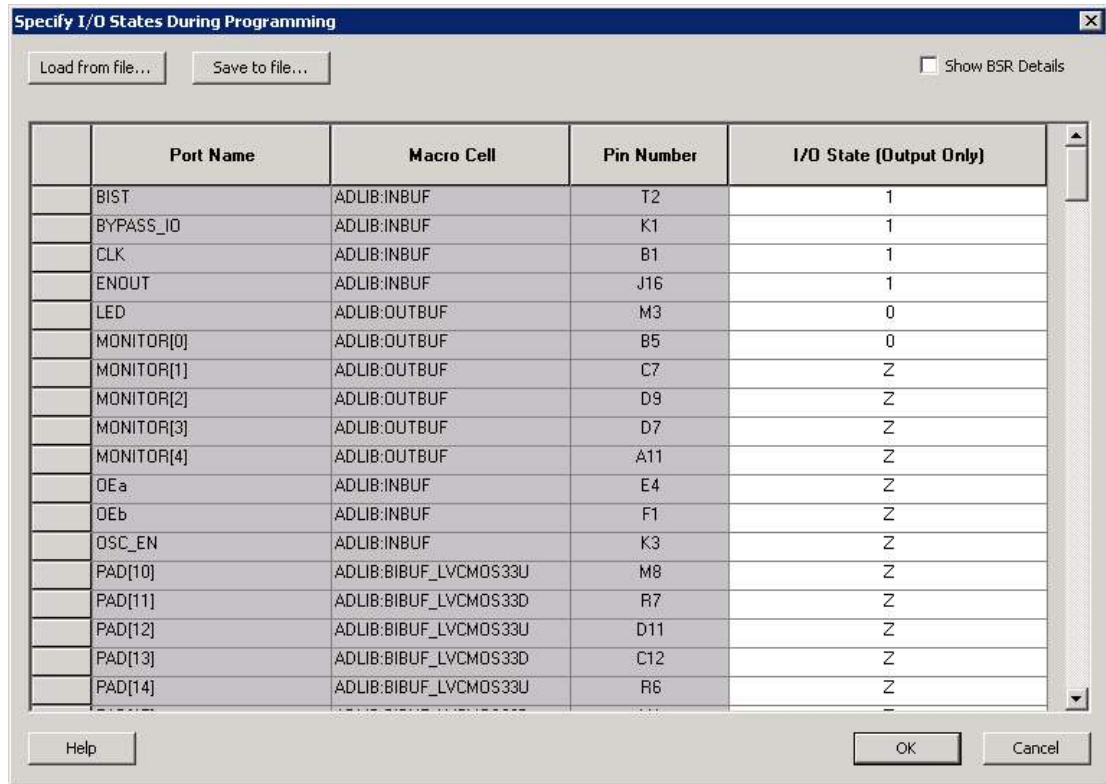 Specify I/O States During Programming
Load from file... Save to file... Show BSR Details
Port Name Macro Cell Pin Number I/O State (Output Only)
BIST ADLIB:INBUF T2 1
BYPASS_IO ADLIB:INBUF K1 1
CLK ADLIB:INBUF B1 1
ENOUT ADLIB:INBUF J16 1
LED ADLIB:OUTBUF M3 0
MONITOR[0] ADLIB:OUTBUF B5 0
MONITOR[1] ADLIB:OUTBUF C7 Z
MONITOR[2] ADLIB:OUTBUF D9 Z
MONITOR[3] ADLIB:OUTBUF D7 Z
MONITOR[4] ADLIB:OUTBUF A11 Z
OEa ADLIB:INBUF E4 Z
OEb ADLIB:INBUF F1 Z
OSC_EN ADLIB:INBUF K3 Z
PAD[10] ADLIB:BIBUF_LVCMOS33U M8 Z
PAD[11] ADLIB:BIBUF_LVCMOS33D R7 Z
PAD[12] ADLIB:BIBUF_LVCMOS33U D11 Z
PAD[13] ADLIB:BIBUF_LVCMOS33D C12 Z
PAD[14] ADLIB:BIBUF_LVCMOS33U R6 Z
Help OK Cancel